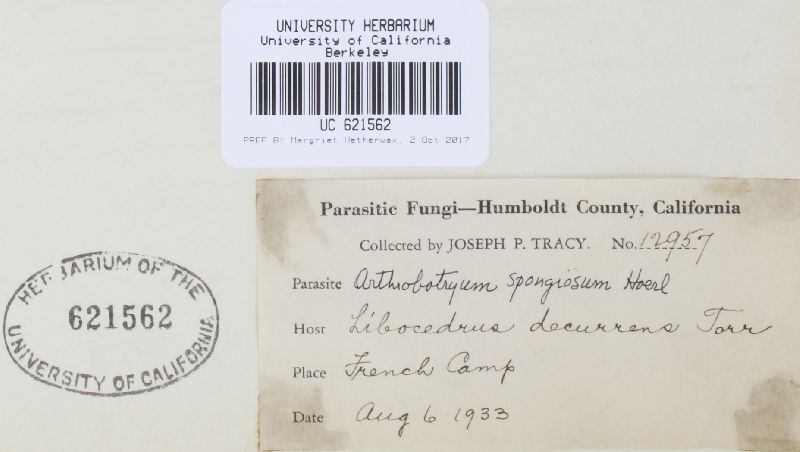 UNIVERSITY HERBARIUM
University of California
Berkeley
UC 621562
PREP BY Margriet Wetherwax, 2 Oct 2017
Parasitic Fungi—Humboldt County, California
Collected by JOSEPH P. TRACY. No. 12957
Parasite Arthrobotryum spongiosum Hoerl
Host Libocedrus decurrens Torr
Place French Camp
Date Aug 6 1933
HERBARIUM OF THE
621562
UNIVERSITY OF CALIFORNIA